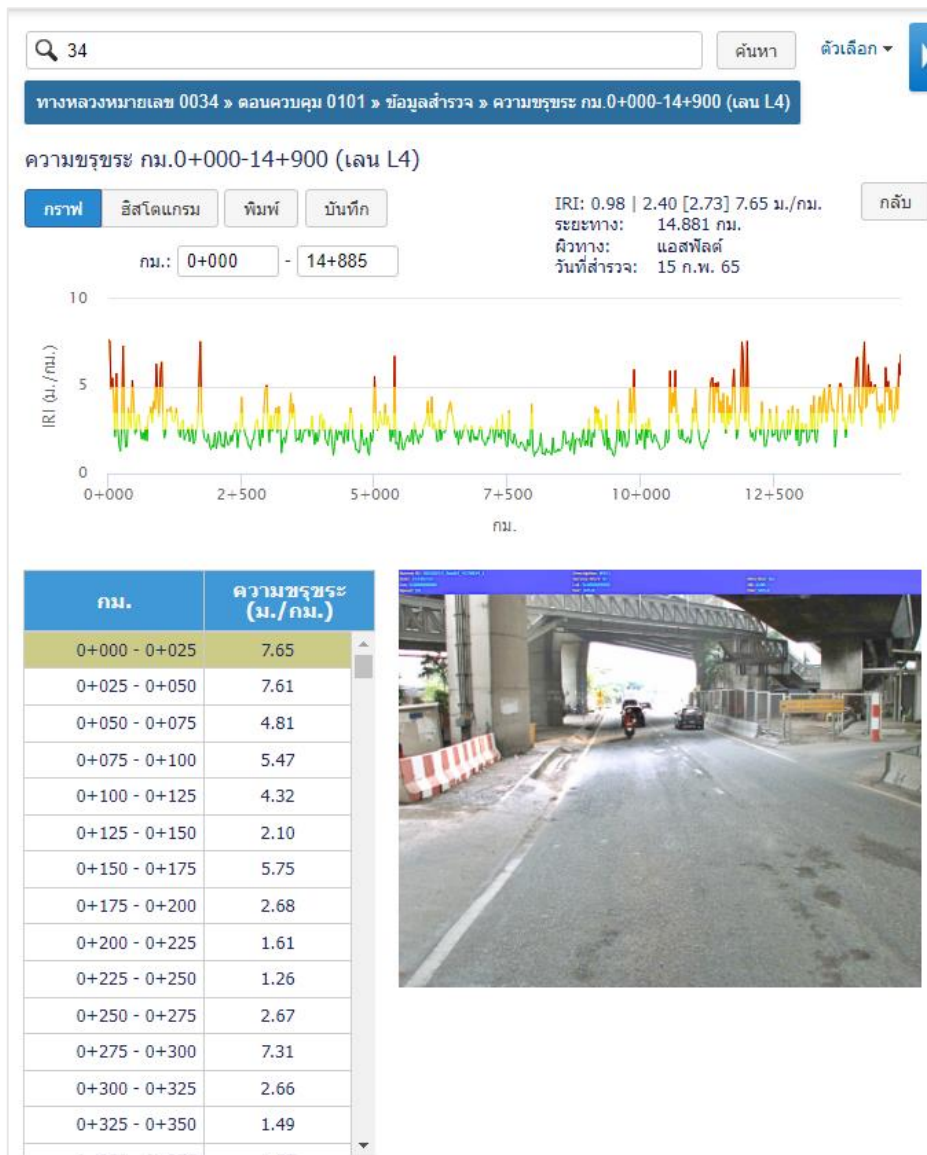 34
ค้นหา
ตัวเลือก
ทางหลวงหมายเลข 0034 » ตอนควบคุม 0101 » ข้อมูลสำรวจ » ความขรุขระ กม.0+000-14+900 (เลน L4)
ความขรุขระ กม.0+000-14+900 (เลน L4)
กราฟ ฮิสโตแกรม พิมพ์ บันทึก
IRI: 0.98 | 2.40 [2.73] 7.65 ม./กม.
กลับ
ระยะทาง: 14.881 กม.
ผิวทาง: แอสฟัลต์
วันที่สำรวจ: 15 ก.พ. 65
กม.: 0+000 - 14+885
10
5
0
IRI (ม./กม.)
0+000 2+500 5+000 7+500 10+000 12+500
กม.
กม. ความขรุขระ (ม./กม.)
0+000 - 0+025 7.65
0+025 - 0+050 7.61
0+050 - 0+075 4.81
0+075 - 0+100 5.47
0+100 - 0+125 4.32
0+125 - 0+150 2.10
0+150 - 0+175 5.75
0+175 - 0+200 2.68
0+200 - 0+225 1.61
0+225 - 0+250 1.26
0+250 - 0+275 2.67
0+275 - 0+300 7.31
0+300 - 0+325 2.66
0+325 - 0+350 1.49